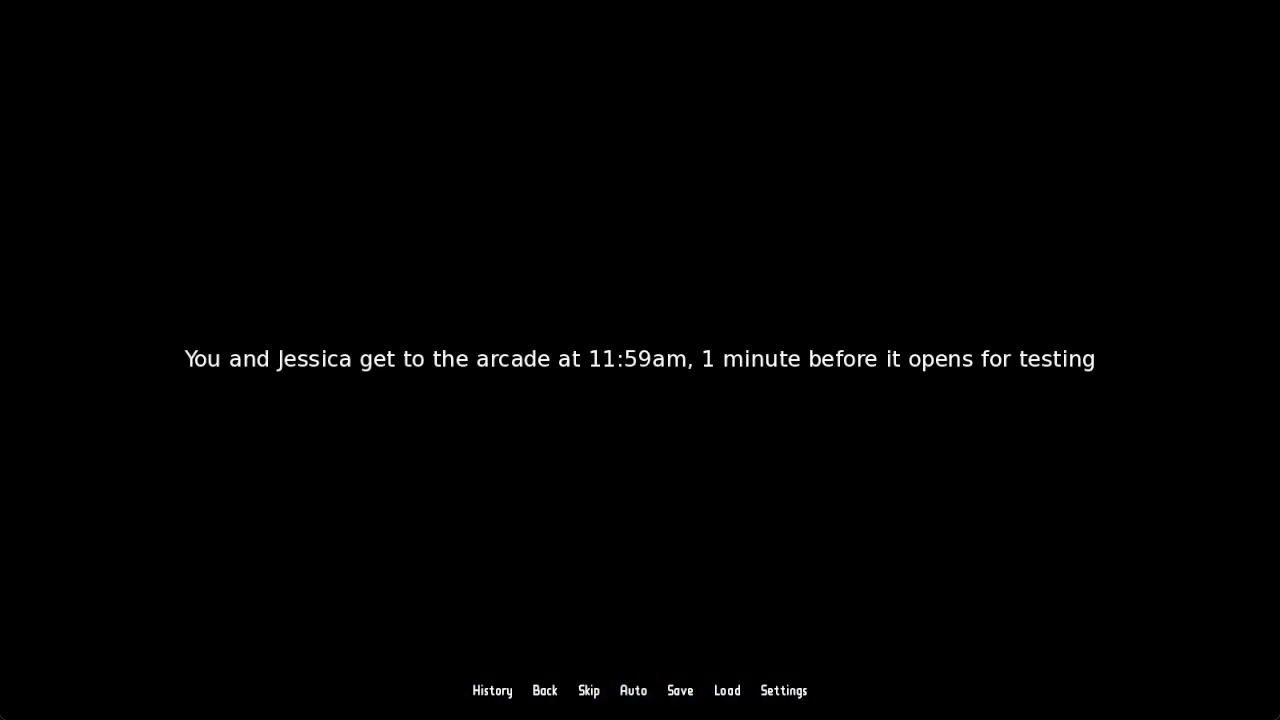 You and Jessica get to the arcade at 11:59am, 1 minute before it opens for testing
History Back Skip Auto Save Load Settings